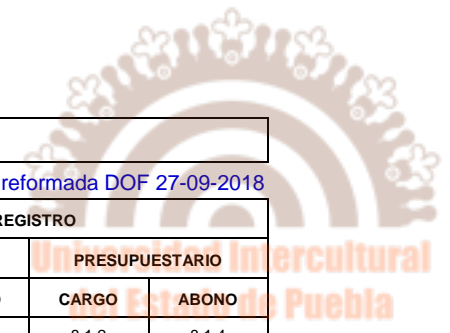 reformada DOF 27-09-2018
REGISTRO
PRESUPUESTARIO
CARGO ABONO
Universidad Intercultural
del Estado de Puebla